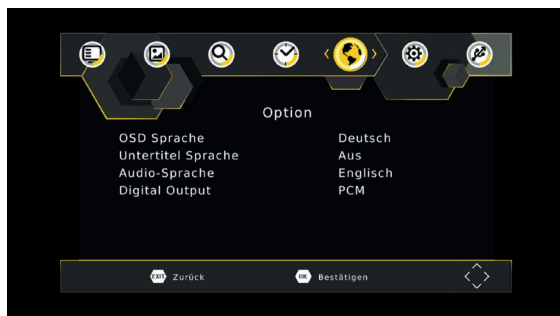 Option
OSD Sprache Deutsch
Untertitel Sprache Aus
Audio-Sprache Englisch
Digital Output PCM
EXIT Zurück OK Bestätigen